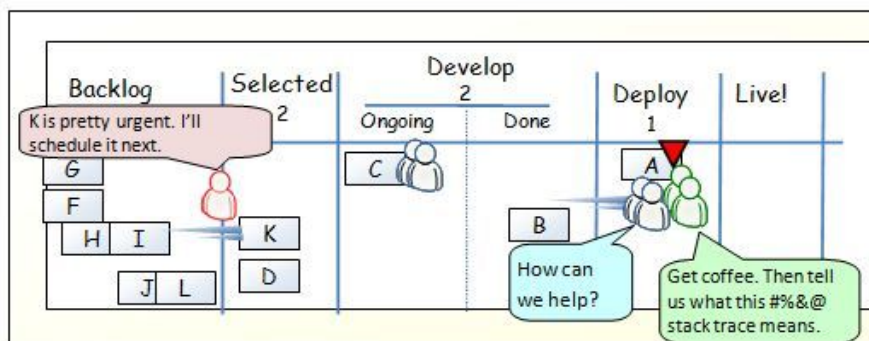 Backlog
Selected
2
Develop
2
Ongoing
Done
Deploy
1
Live!
K is pretty urgent. I'll
schedule it next.
G
F
H I
J L
K
D
C
B
A
How can
we help?
Get coffee. Then tell
us what this #%&@
stack trace means.